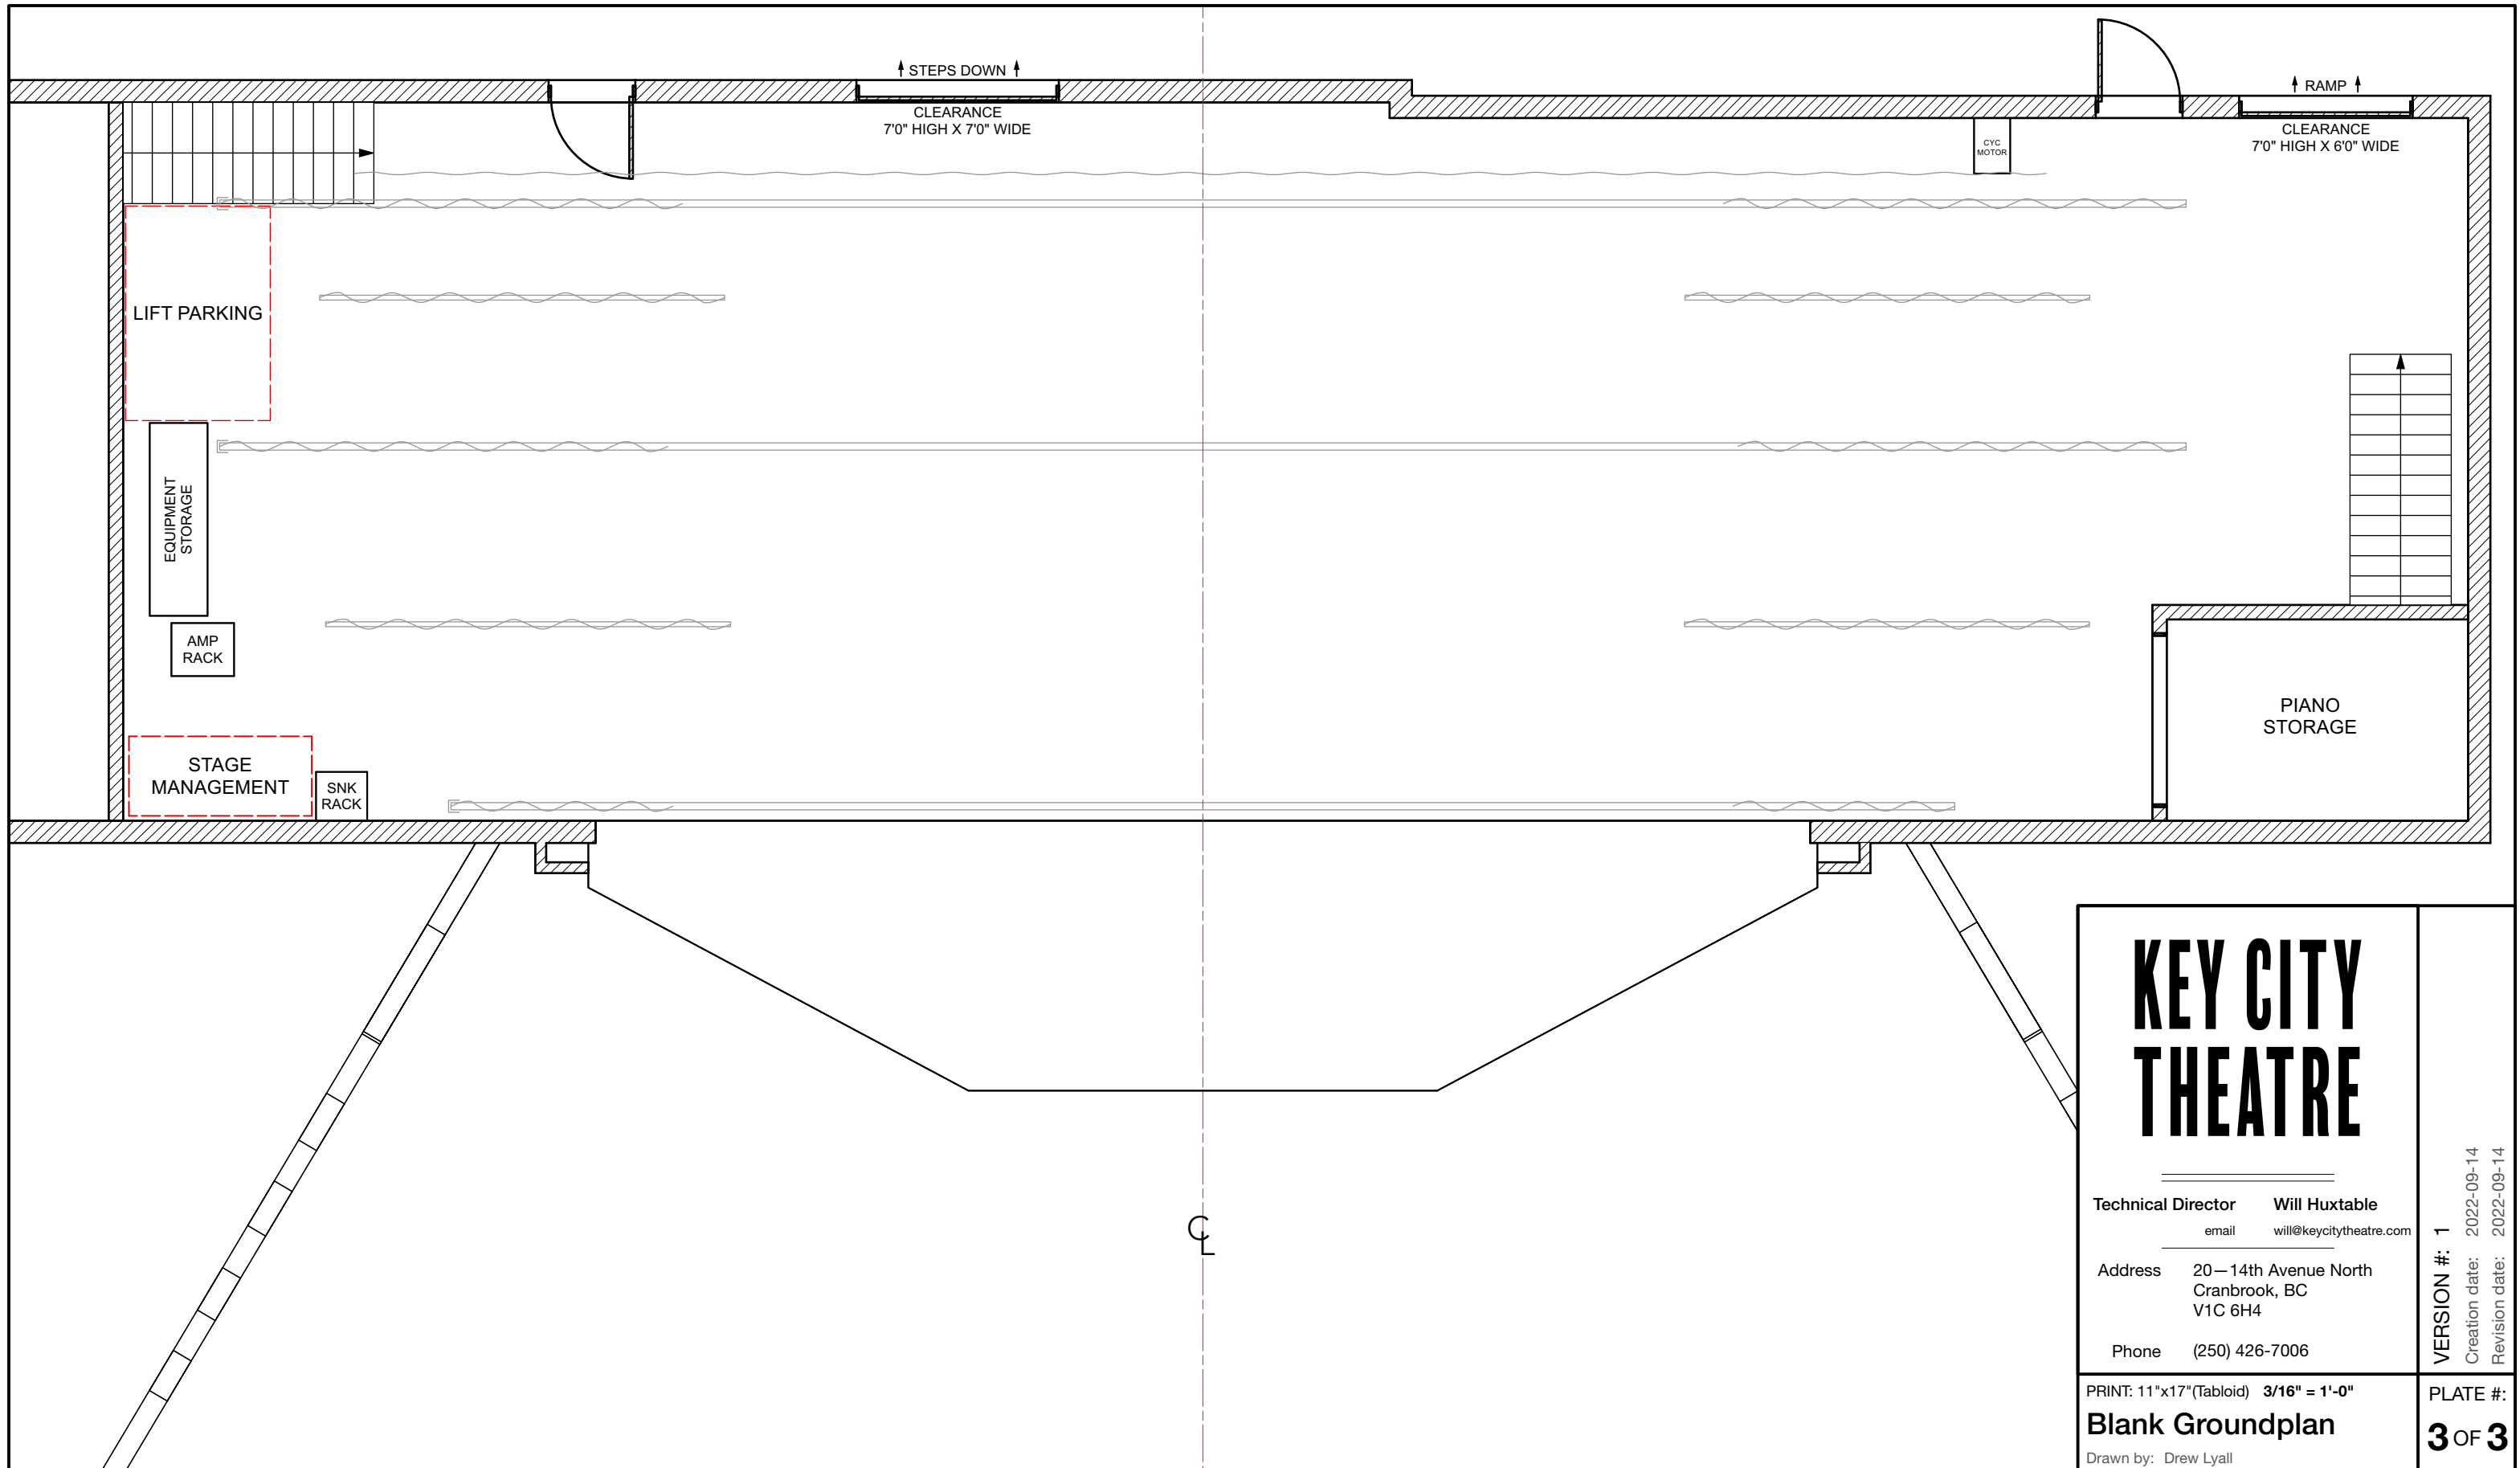 STEPS DOWN
CLEARANCE
7'0" HIGH X 7'0" WIDE
RAMP
CLEARANCE
7'0" HIGH X 6'0" WIDE
CYC
MOTOR
LIFT PARKING
EQUIPMENT
STORAGE
AMP
RACK
STAGE
MANAGEMENT
SNK
RACK
PIANO
STORAGE
CL
KEY CITY
THEATRE
Technical Director Will Huxtable
email will@keycitytheatre.com
Address 20—14th Avenue North
Cranbrook, BC
V1C 6H4
Phone (250) 426-7006
VERSION #: 1
Creation date: 2022-09-14
Revision date: 2022-09-14
PRINT: 11"x17"(Tabloid) 3/16" = 1'-0"
Blank Groundplan
Drawn by: Drew Lyall
PLATE #:
3 OF 3